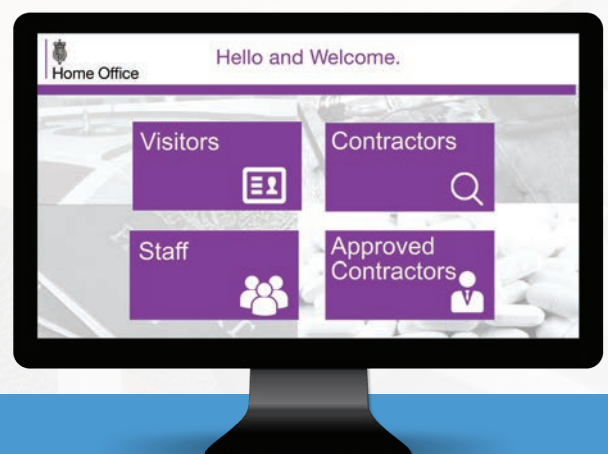 Home Office
Hello and Welcome.
Visitors
Contractors
Staff
Approved
Contractors